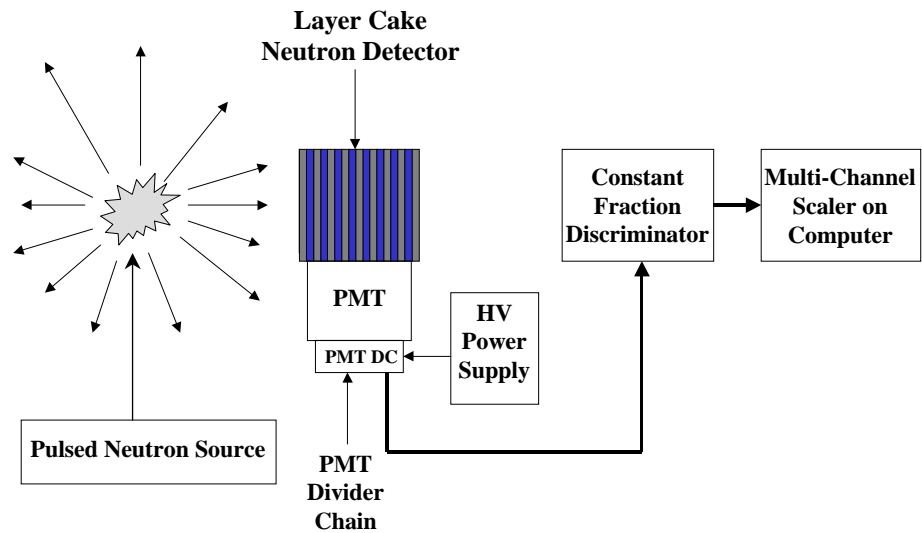 Layer Cake
Neutron Detector
Constant
Fraction
Discriminator
Multi-Channel
Scaler on
Computer
PMT
HV
Power
Supply
PMT DC
Pulsed Neutron Source
PMT
Divider
Chain